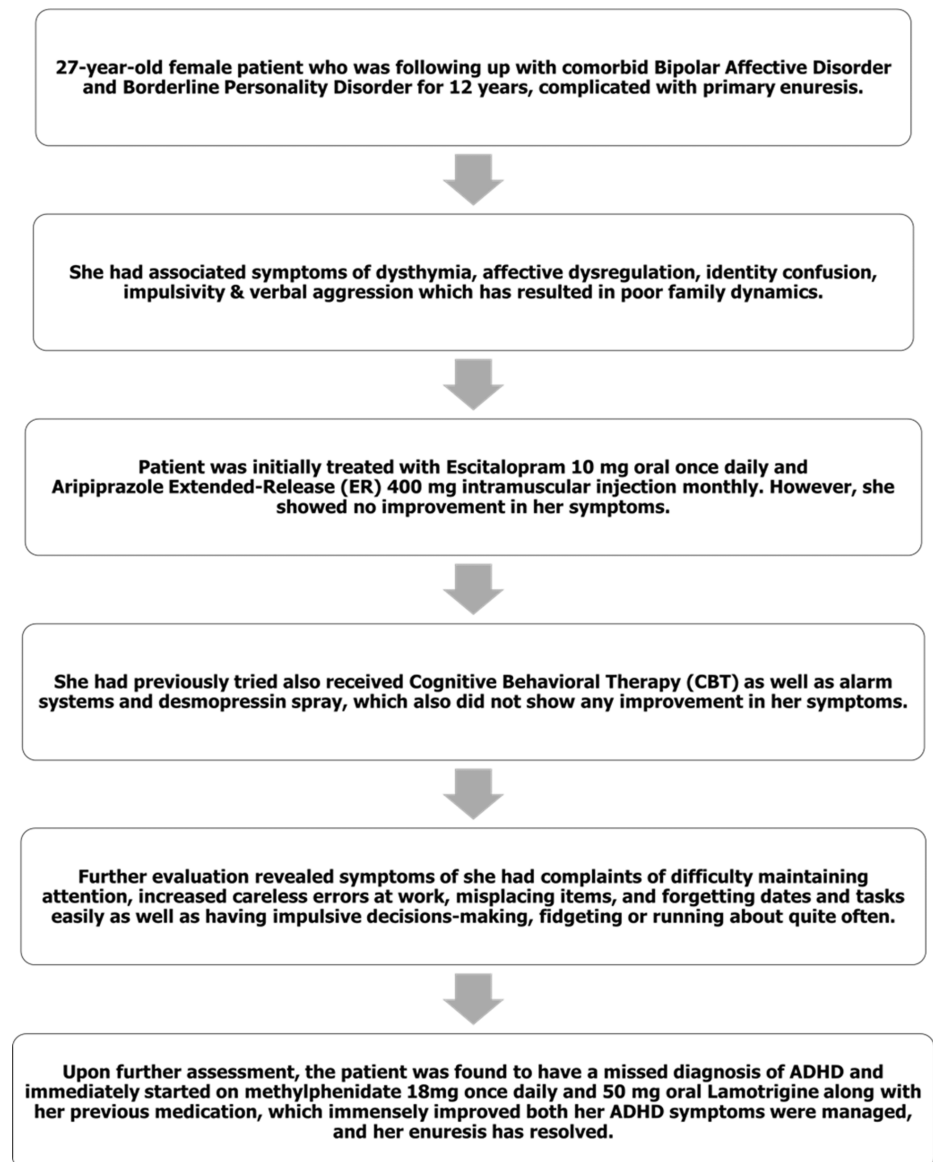 27-year-old female patient who was following up with comorbid Bipolar Affective Disorder
and Borderline Personality Disorder for 12 years, complicated with primary enuresis.
She had associated symptoms of dysthymia, affective dysregulation, identity confusion,
impulsivity & verbal aggression which has resulted in poor family dynamics.
Patient was initially treated with Escitalopram 10 mg oral once daily and
Aripiprazole Extended-Release (ER) 400 mg intramuscular injection monthly. However, she
showed no improvement in her symptoms.
She had previously tried also received Cognitive Behavioral Therapy (CBT) as well as alarm
systems and desmopressin spray, which also did not show any improvement in her symptoms.
Further evaluation revealed symptoms of she had complaints of difficulty maintaining
attention, increased careless errors at work, misplacing items, and forgetting dates and tasks
easily as well as having impulsive decisions-making, fidgeting or running about quite often.
Upon further assessment, the patient was found to have a missed diagnosis of ADHD and
immediately started on methylphenidate 18mg once daily and 50 mg oral Lamotrigine along with
her previous medication, which immensely improved both her ADHD symptoms were managed,
and her enuresis has resolved.